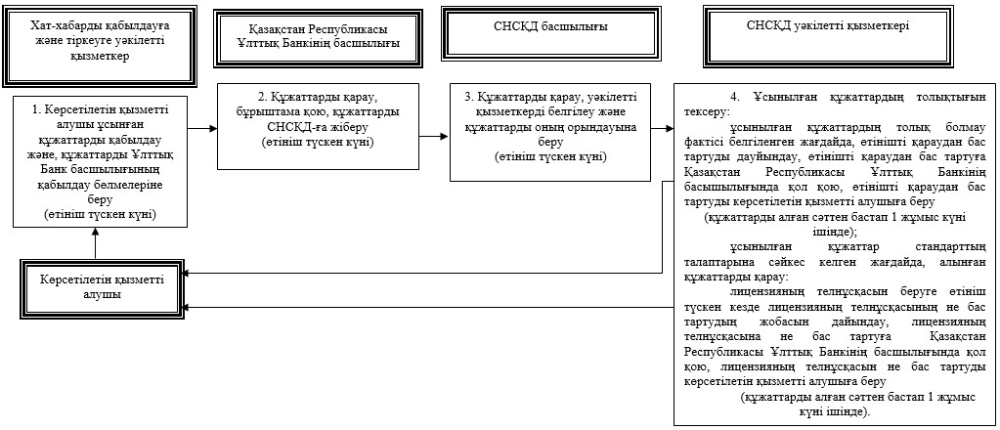 Хат-хабарды қабылдауға
және тіркеуге уәкілетті
қызметкер
Қазақстан Республикасы
Ұлттық Банкінің басшылығы
СНСҚД басшылығы
СНСҚД уәкілетті қызметкері
1. Көрсетілетін қызметті
алушы ұсынған
құжаттарды қабылдау
және, құжаттарды Ұлттық
Банк басшылығының
қабылдау бөлмелеріне
беру
(өтініш түскен күні)
2. Құжаттарды қарау,
бұрыштама қою, құжаттарды
СНСҚД-ға жіберу
(өтініш түскен күні)
3. Құжаттарды қарау, уәкілетті
қызметкерді белгілеу және
құжаттарды оның орындауына
беру
(өтініш түскен күні)
4. Ұсынылған құжаттардың толықтығын
тексеру:
ұсынылған құжаттардың толық болмау
фактісі белгіленген жағдайда, өтінішті қараудан бас
тартуды дауйындау, өтінішті қараудан бас тартуға
Қазақстан Республикасы Ұлттық Банкінің
басышылығында қол қою, өтінішті қараудан бас
тартуды көрсетілетін қызметті алушыға беру
(құжаттарды алған сәттен бастап 1 жұмыс күні
ішінде);
ұсынылған құжаттар стандарттың
талаптарына сәйкес келген жағдайда, алынған
құжаттарды қарау:
лицензияның телнұсқасын беруге өтініш
түскен кезде лицензияның телнұсқасының не бас
тартудың жобасын дайындау, лицензияның
телнұсқасына не бас тартуға Қазақстан
Республикасы Ұлттық Банкінің басшылығында қол
қою, лицензияның телнұсқасын не бас тартуды
көрсетілетін қызметті алушыға беру
(құжаттарды алған сәттен бастап 1 жұмыс
күні ішінде).
Көрсетілетін қызметті
алушы